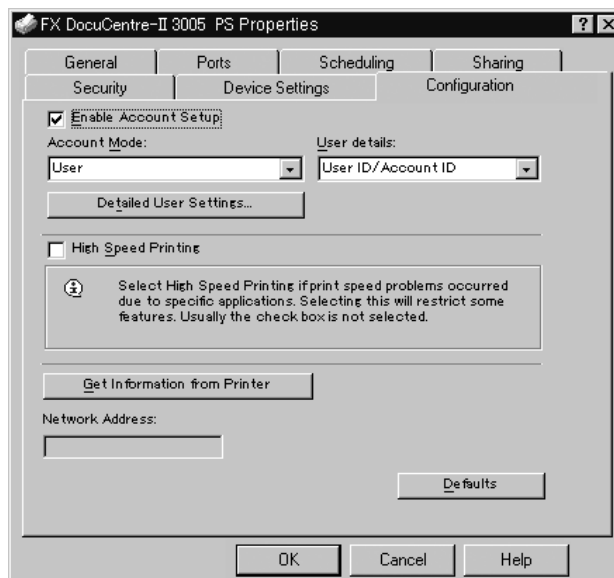 FX DocuCentre-II 3005 PS Properties
General Ports Scheduling Sharing
Security Device Settings Configuration
Enable Account Setup
Account Mode: User details:
User User ID/Account ID
Detailed User Settings...
High Speed Printing
Select High Speed Printing if print speed problems occurred
due to specific applications. Selecting this will restrict some
features. Usually the check box is not selected.
Get Information from Printer
Network Address:
Defaults
OK Cancel Help